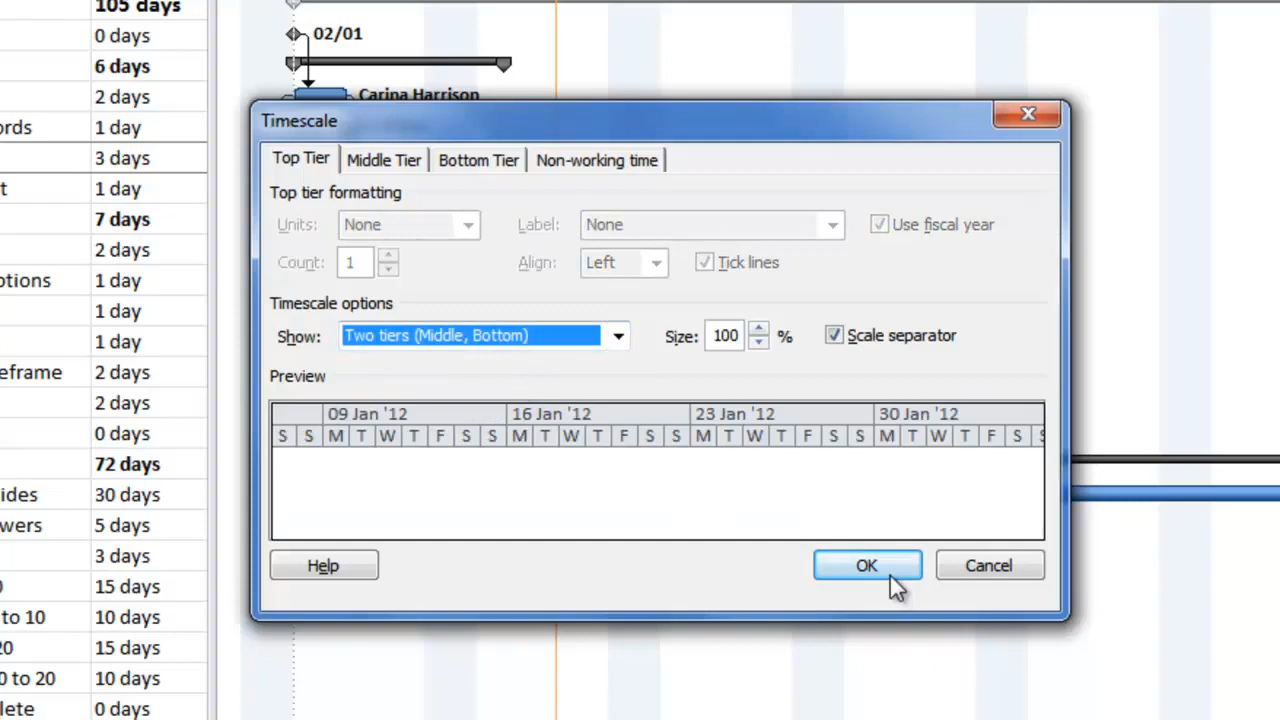 105 days
0 days
02/01
6 days
2 days
Carina Harrison
Timescale
ords
1 day
Top Tier
Middle Tier
Bottom Tier
Non-working time
3 days
t
1 day
Top tier formatting
7 days
Units:
None
Label:
None
Use fiscal year
2 days
Count:
1
Align:
Left
Tick lines
otions
1 day
Timescale options
1 day
Show:
Two tiers (Middle, Bottom)
Size:
100
%
Scale separator
1 day
eframe
2 days
Preview
2 days
09 Jan '12
16 Jan '12
23 Jan '12
30 Jan '12
0 days
S S M T W T F S S M T W T F S S M T W T F S S M T W T F S S
72 days
ides
30 days
wers
5 days
3 days
Help
OK
Cancel
0
15 days
to 10
10 days
20
15 days
0 to 20
10 days
lete
0 days